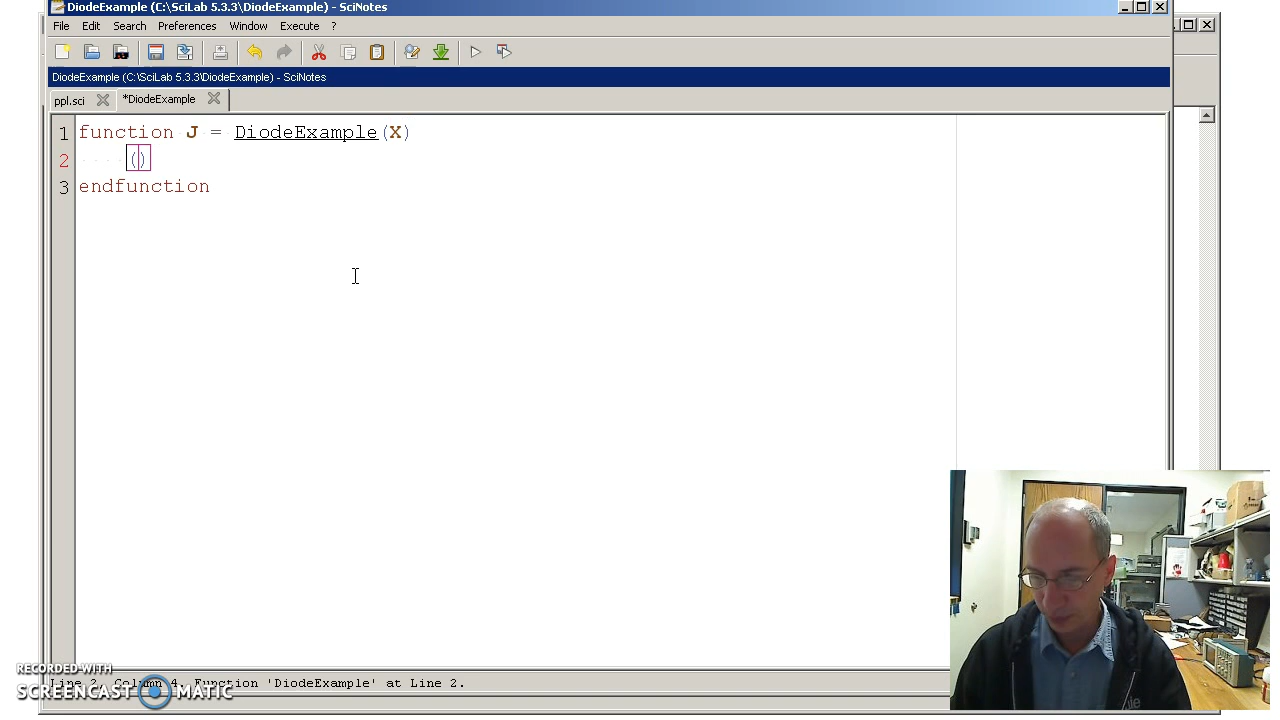 DiodeExample (C:\SciLab 5.3.3\DiodeExample) - SciNotes
File Edit Search Preferences Window Execute ?
DiodeExample (C:\SciLab 5.3.3\DiodeExample) - SciNotes
ppl.sci *DiodeExample
1 function J = DiodeExample(X)
2 ()
3 endfunction
Line 2, Column 4. Function 'DiodeExample' at Line 2.
RECORDED WITH
SCREENCAST MATIC